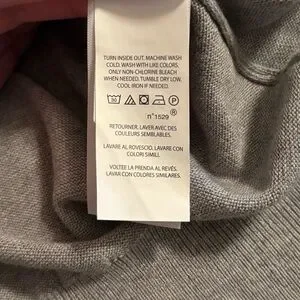 TURN INSIDE OUT. MACHINE WASH
COLD. WASH WITH LIKE COLORS.
ONLY NON-CHLORINE BLEACH
WHEN NEEDED. TUMBLE DRY LOW.
COOL IRON IF NEEDED.
30 P
n°1529 ®
RETOURNER. LAVER AVEC DES
COULEURS SEMBLABLES.
LAVARE AL ROVESCIO. LAVARE CON
COLORI SIMILI
VOLTEE LA PRENDA AL REVÉS.
LAVAR CON COLORES SIMILARES.